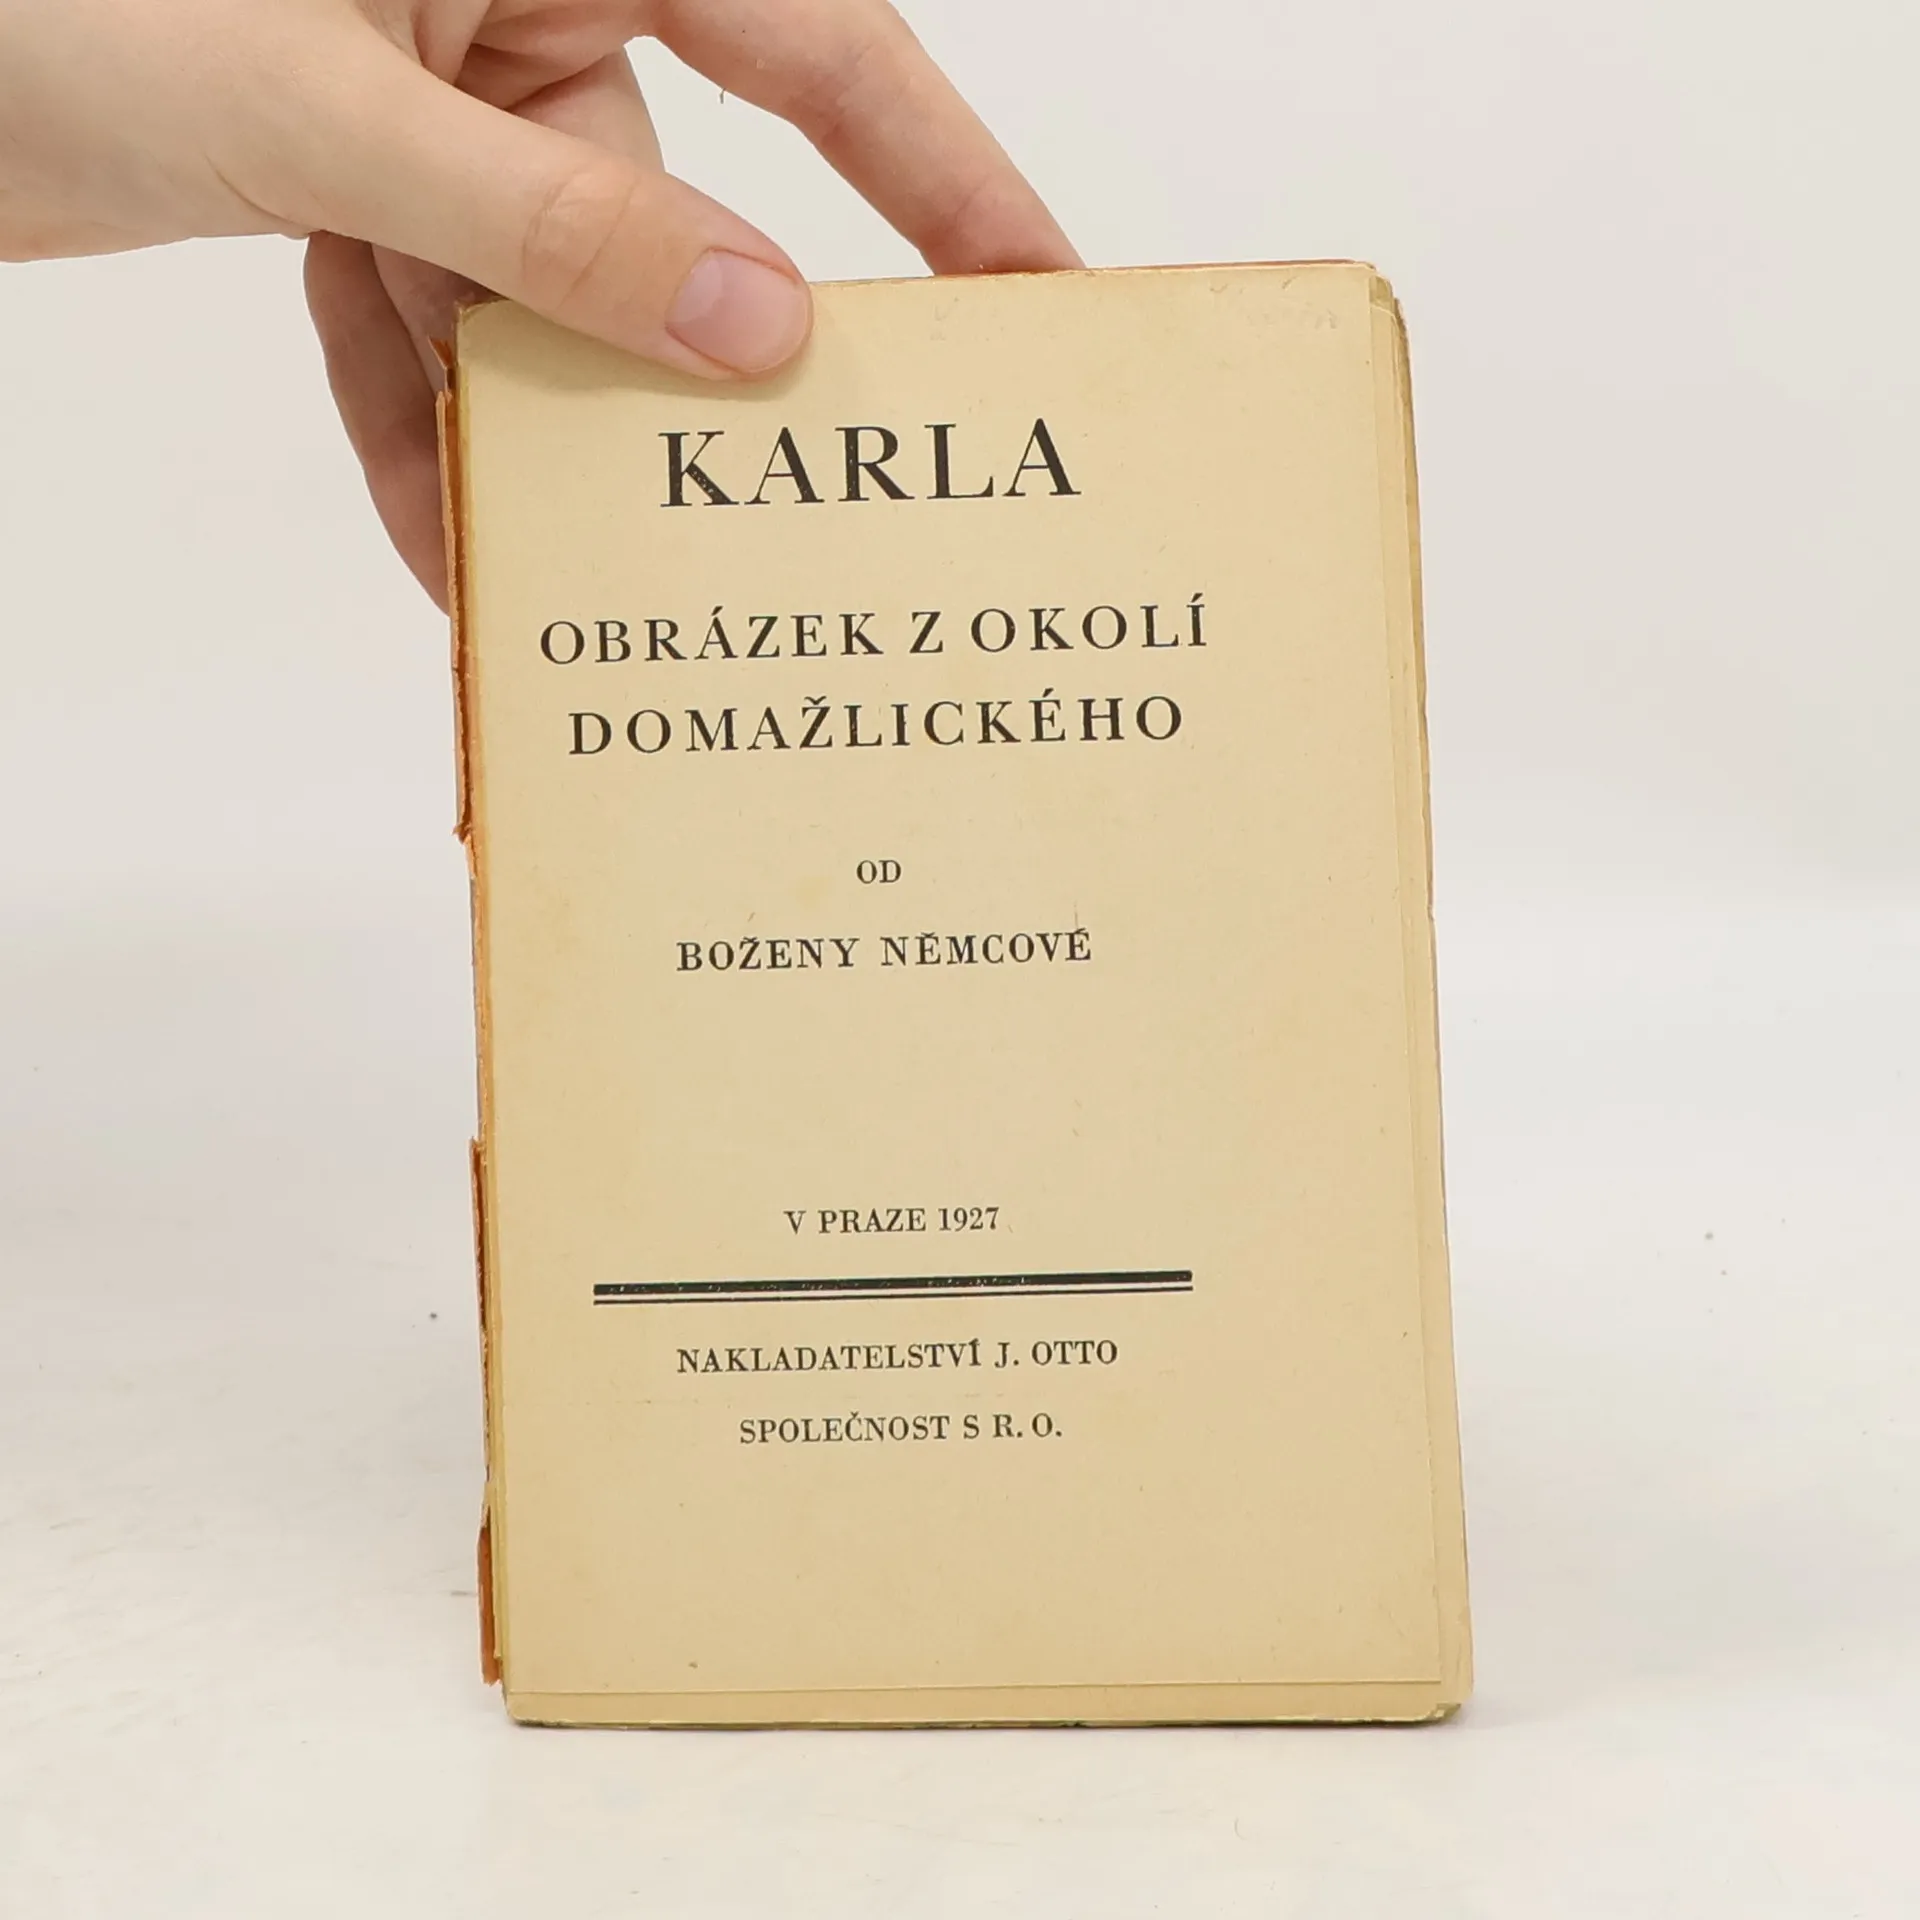 KARLA
OBRÁZEK Z OKOLÍ
DOMAŽLICKÉHO
OD
BOŽENY NĚMCOVÉ
V PRAZE 1927
NAKLADATELSTVÍ J. OTTO
SPOLEČNOST S R. O.